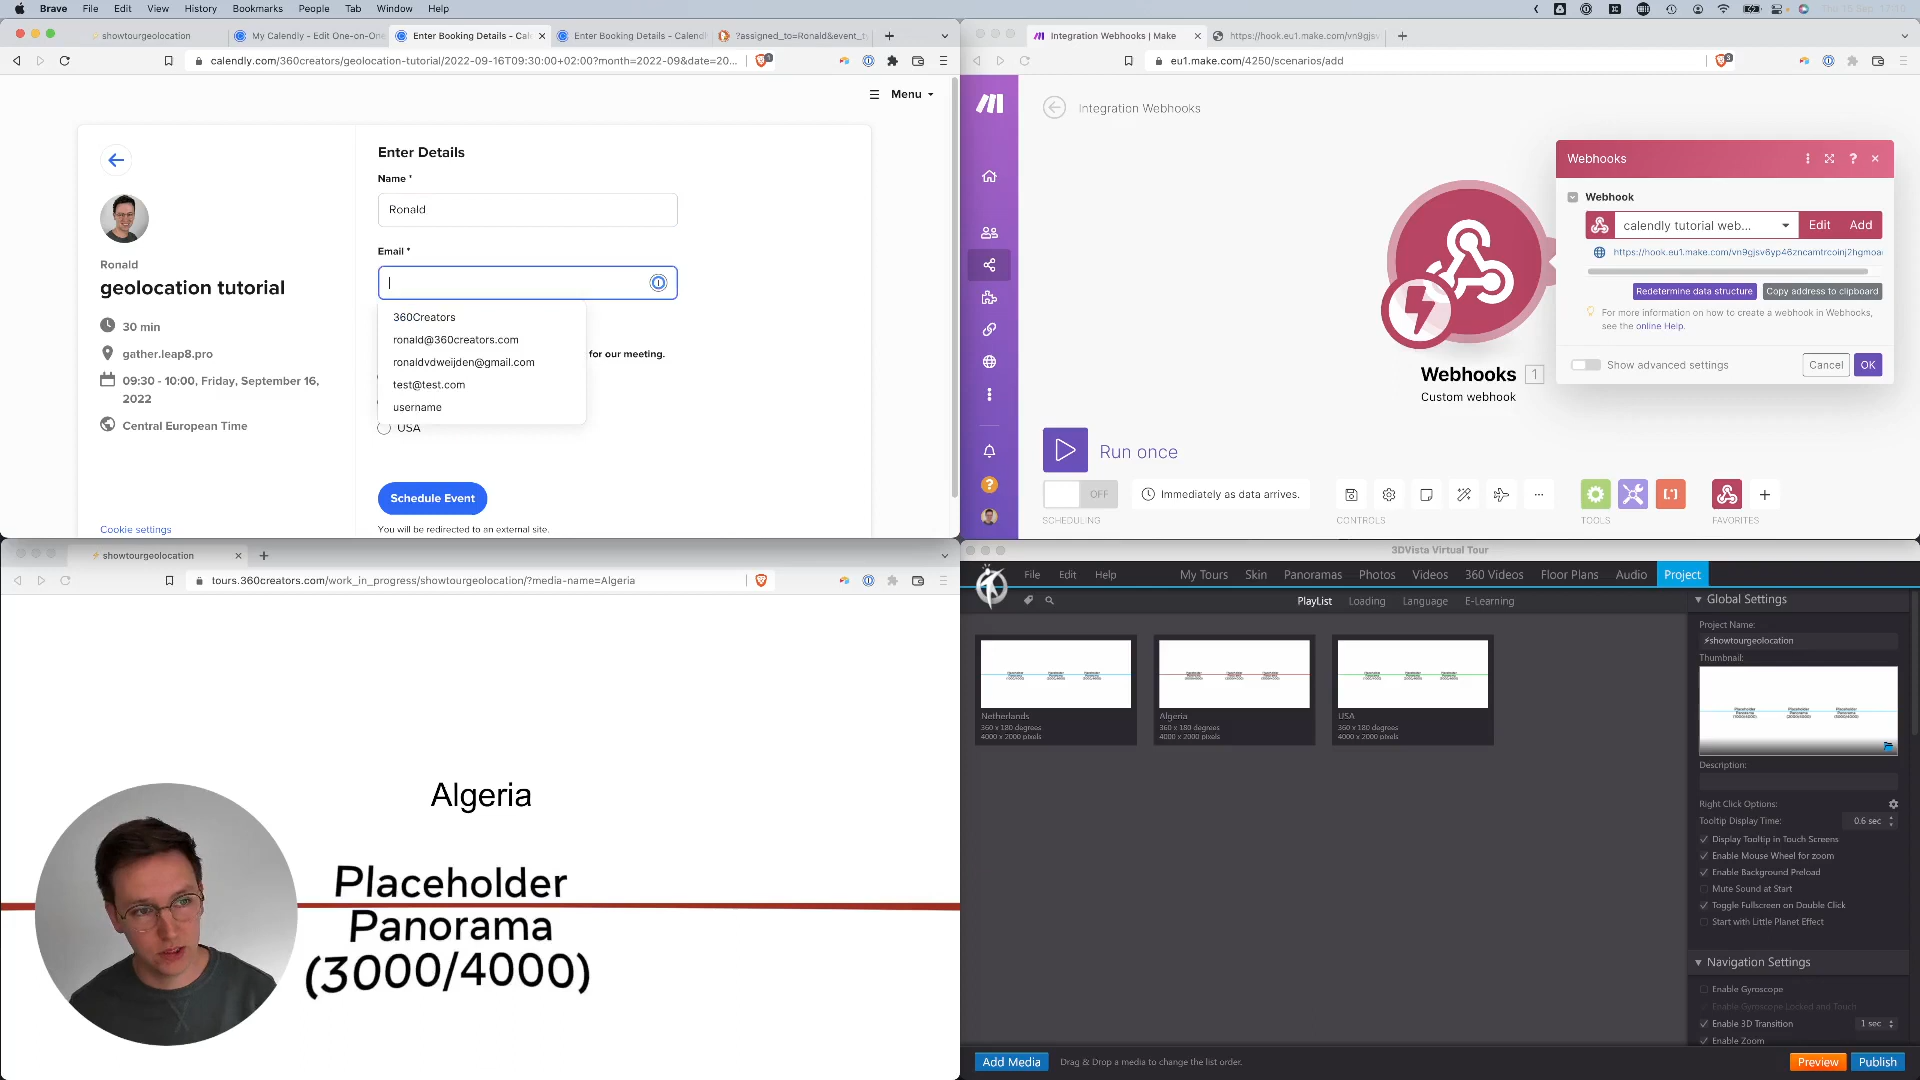 Brave File Edit View History Bookmarks People Tab Window Help
showtourgeolocation
My Calendly - Edit One-on-One
Enter Booking Details - Cal
Enter Booking Details - Calendl
?assigned_to=Ronald&event_t
calendly.com/360creators/geolocation-tutorial/2022-09-16T09:30:00+02:00?month=2022-09&date=20...
Menu
Enter Details
Name *
Ronald
Email *
360Creators
ronald@360creators.com
ronaldvdweijden@gmail.com
for our meeting.
test@test.com
username
USA
Schedule Event
You will be redirected to an external site.
Ronald
geolocation tutorial
30 min
gather.leap8.pro
09:30 - 10:00, Friday, September 16,
2022
Central European Time
Cookie settings
Integration Webhooks | Make
https://hook.eu1.make.com/vn9gjsv
eu1.make.com/4250/scenarios/add
Integration Webhooks
Webhooks
Webhook
calendly tutorial web...
Edit
Add
https://hook.eu1.make.com/vn9gjsv6yp46zncamtrcoinj2hgmoa
Redetermine data structure
Copy address to clipboard
For more information on how to create a webhook in Webhooks,
see the online Help.
Show advanced settings
Cancel
OK
Webhooks 1
Custom webhook
Run once
OFF
Immediately as data arrives.
SCHEDULING
CONTROLS
TOOLS
FAVORITES
showtourgeolocation
tours.360creators.com/work_in_progress/showtourgeolocation/?media-name=Algeria
Algeria
Placeholder
Panorama
(3000/4000)
3DVista Virtual Tour
File Edit Help
My Tours Skin Panoramas Photos Videos 360 Videos Floor Plans Audio Project
PlayList Loading Language E-Learning
Netherlands
360 x 180 degrees
4000 x 2000 pixels
Algeria
360 x 180 degrees
4000 x 2000 pixels
USA
360 x 180 degrees
4000 x 2000 pixels
Global Settings
Project Name:
⚡showtourgeolocation
Thumbnail:
Description:
Right Click Options:
Tooltip Display Time:
0.6 sec
Display Tooltip in Touch Screens
Enable Mouse Wheel for zoom
Enable Background Preload
Mute Sound at Start
Toggle Fullscreen on Double Click
Start with Little Planet Effect
Navigation Settings
Enable Gyroscope
Enable Gyroscope Locked and Touch
Enable 3D Transition
1 sec
Enable Zoom
Add Media
Drag & Drop a media to change the list order.
Preview
Publish